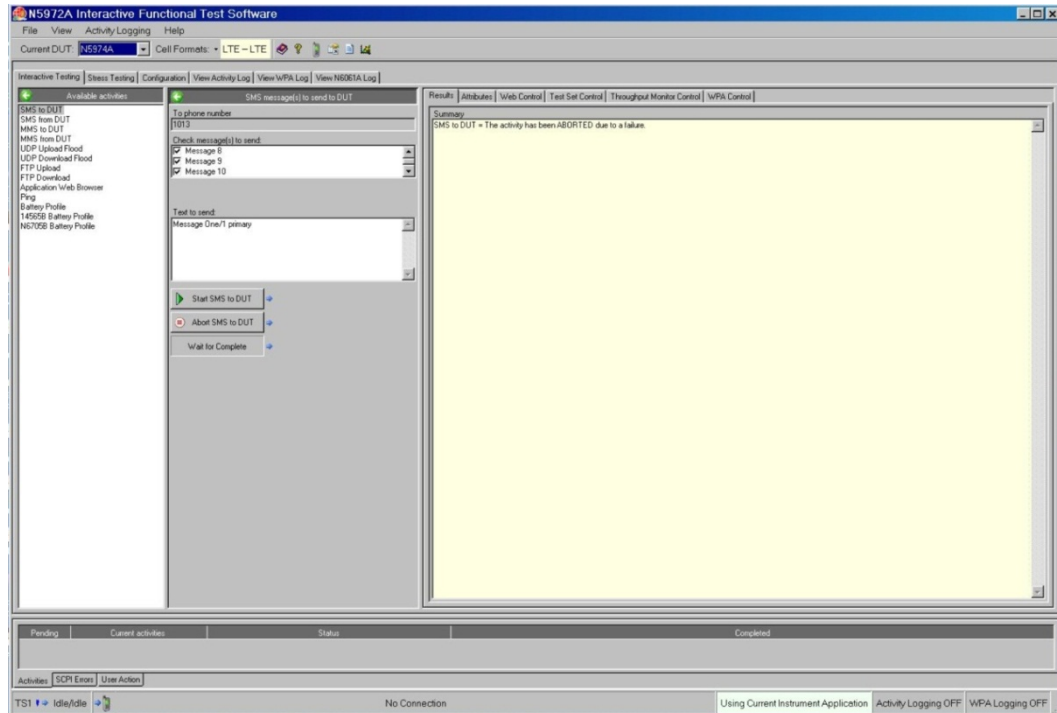 N5972A Interactive Functional Test Software
File View Activity Logging Help
Current DUT: N5974A Cell Formats: • LTE – LTE
Interactive Testing Stress Testing Configuration View Activity Log View WPA Log View N6061A Log
Available activities
SMS to DUT
SMS from DUT
MMS to DUT
MMS from DUT
UDP Upload Flood
UDP Download Flood
FTP Upload
FTP Download
Application Web Browser
Ping
Battery Profile
14565B Battery Profile
N6705B Battery Profile
SMS message(s) to send to DUT
To phone number
1013
Check message(s) to send:
Message 8
Message 9
Message 10
Text to send:
Message One/1 primary
Start SMS to DUT
Abort SMS to DUT
Wait for Complete
Results Attributes Web Control Test Set Control Throughput Monitor Control WPA Control
Summary
SMS to DUT = The activity has been ABORTED due to a failure.
Pending Current activities Status Completed
Activities SCPI Errors User Action
TS1 Idle/Idle No Connection Using Current Instrument Application Activity Logging OFF WPA Logging OFF